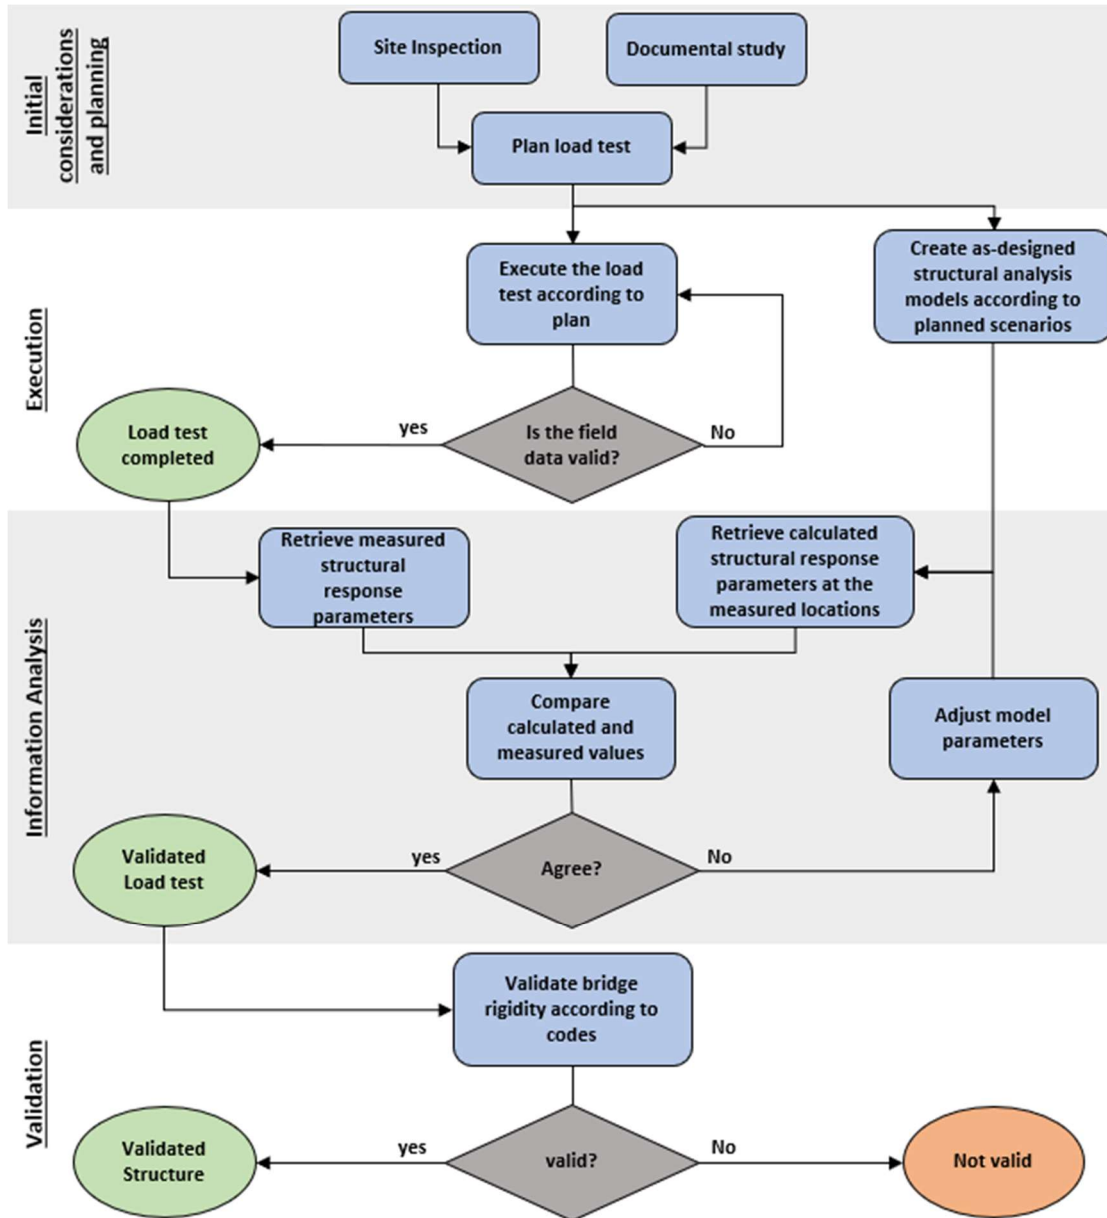 Initial
considerations
and planning
Site Inspection
Documental study
Plan load test
Execution
Execute the load
test according to
plan
Create as-designed
structural analysis
models according to
planned scenarios
Load test
completed
yes
Is the field
data valid?
No
Information Analysis
Retrieve measured
structural
response
parameters
Retrieve calculated
structural response
parameters at the
measured locations
Compare
calculated and
measured values
Adjust model
parameters
Validated
Load test
yes
Agree?
No
Validation
Validate bridge
rigidity according to
codes
Validated
Structure
yes
valid?
No
Not valid